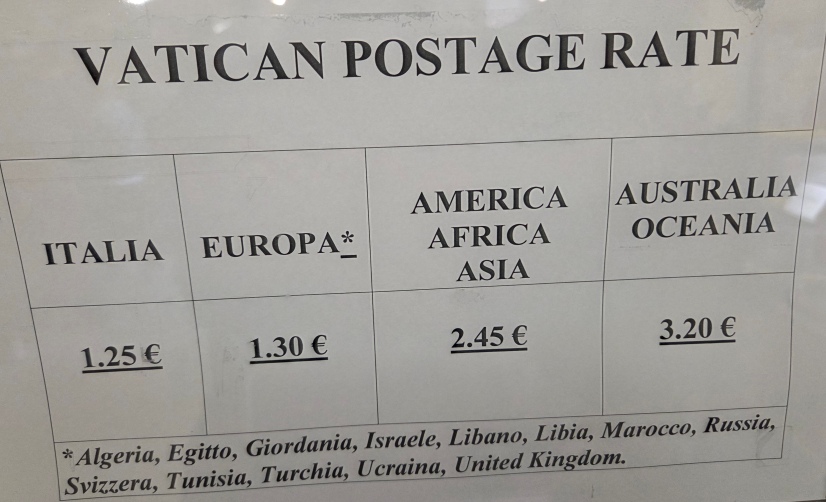 VATICAN POSTAGE RATE
ITALIA
EUROPA*
AMERICA
AFRICA
ASIA
AUSTRALIA
OCEANIA
1.25 €
1.30 €
2.45 €
3.20 €
*Algeria, Egitto, Giordania, Israele, Libano, Libia, Marocco, Russia,
Svizzera, Tunisia, Turchia, Ucraina, United Kingdom.